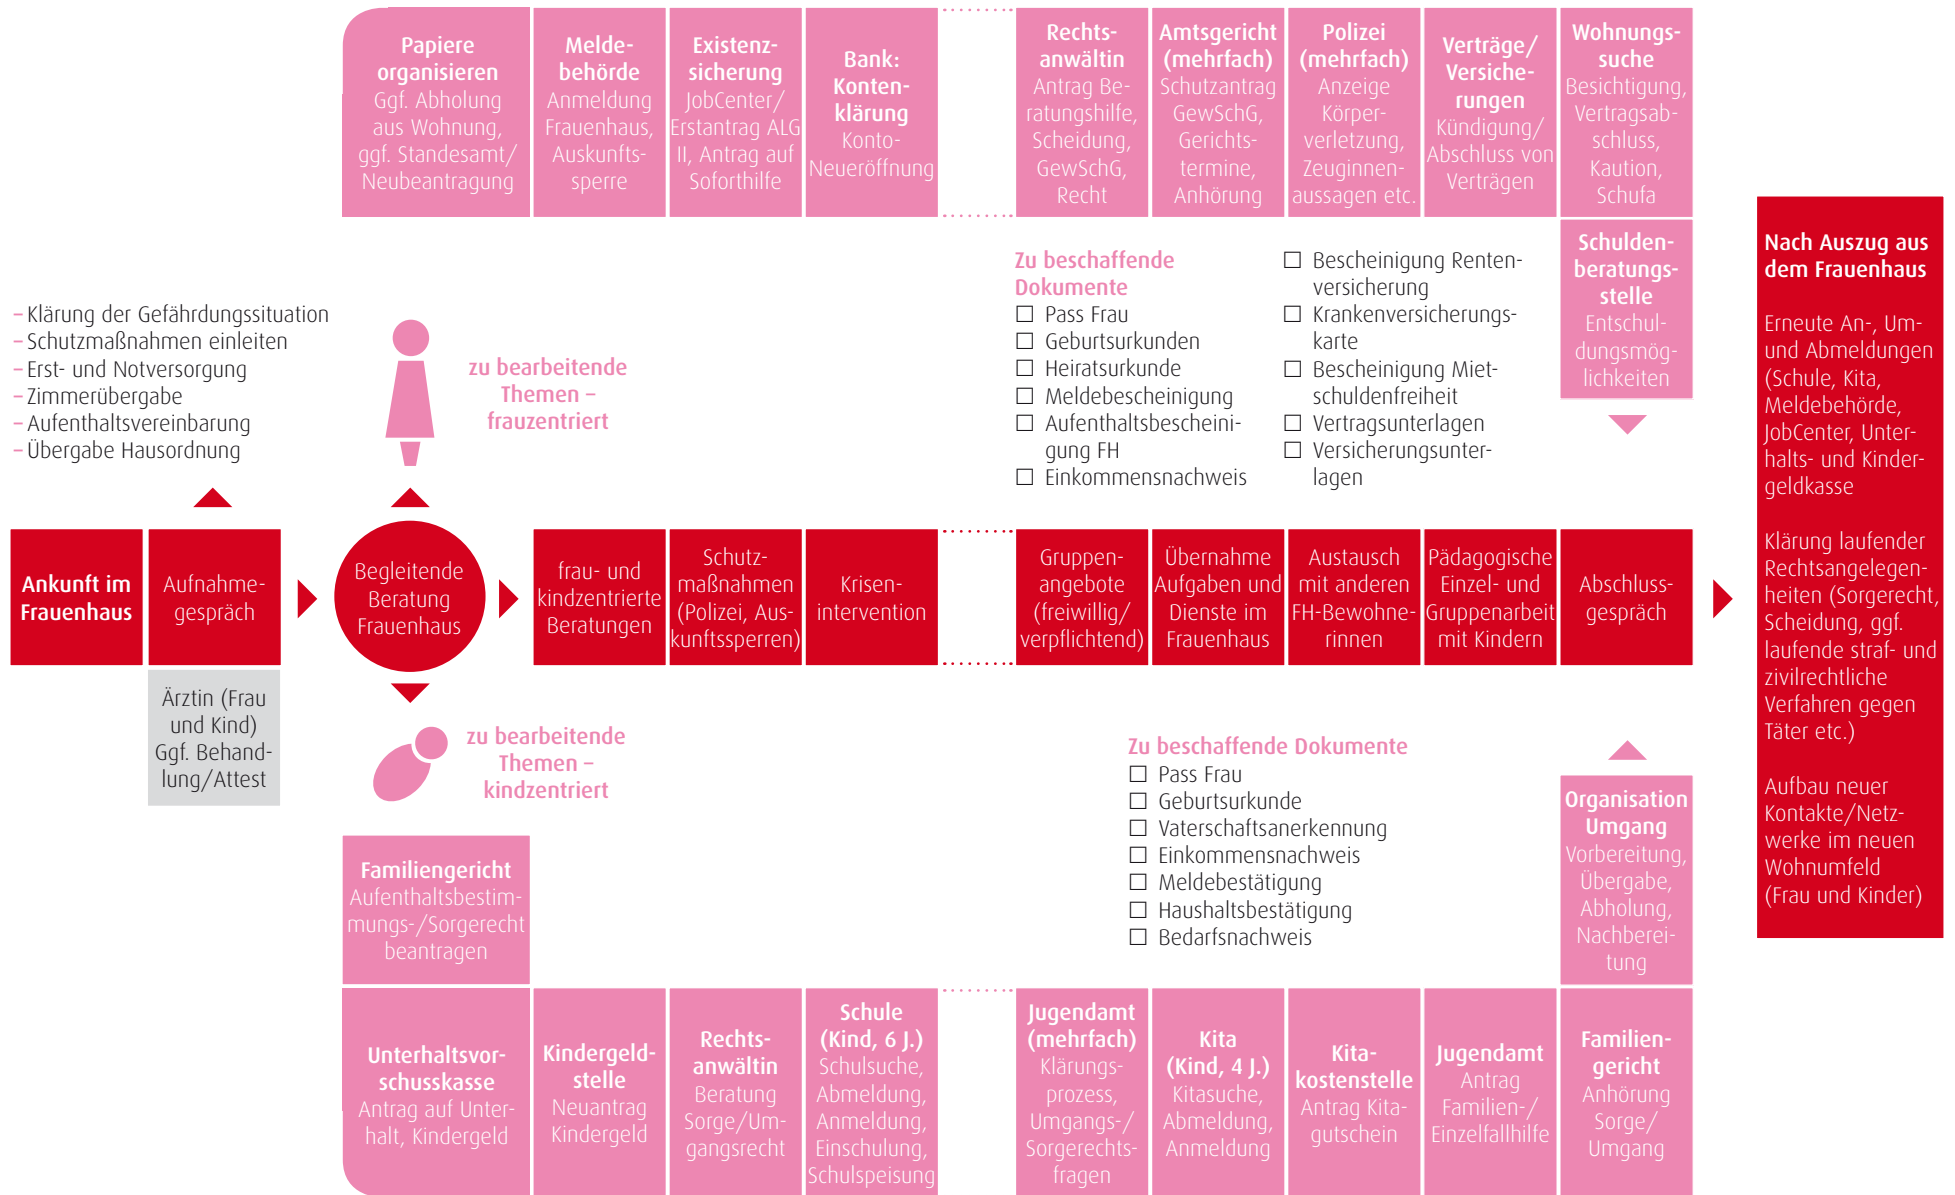 Papiere
organisieren
Ggf. Abholung
aus Wohnung,
ggf. Standesamt/
Neubeantragung
Melde-
behörde
Anmeldung
Frauenhaus,
Auskunfts-
sperre
Existenz-
sicherung
JobCenter/
Erstantrag ALG
II, Antrag auf
Soforthilfe
Bank:
Konten-
klärung
Konto-
Neueröffnung
Rechts-
anwältin
Antrag Be-
ratungshilfe,
Scheidung,
GewSchG,
Recht
Amtsgericht
(mehrfach)
Schutzantrag
GewSchG,
Gerichts-
termine,
Anhörung
Polizei
(mehrfach)
Anzeige
Körper-
verletzung,
Zeuginnen-
aussagen etc.
Verträge/
Versiche-
rungen
Kündigung/
Abschluss von
Verträgen
Wohnungs-
suche
Besichtigung,
Vertragsab-
schluss,
Kaution,
Schufa
Schulden-
beratungs-
stelle
Entschul-
dungsmög-
lichkeiten
– Klärung der Gefährdungssituation
– Schutzmaßnahmen einleiten
– Erst- und Notversorgung
– Zimmerübergabe
– Aufenthaltsvereinbarung
– Übergabe Hausordnung
zu bearbeitende
Themen –
frauzentriert
Zu beschaffende
Dokumente
☐ Pass Frau
☐ Geburtsurkunden
☐ Heiratsurkunde
☐ Meldebescheinigung
☐ Aufenthaltsbescheini-
gung FH
☐ Einkommensnachweis
☐ Bescheinigung Renten-
versicherung
☐ Krankenversicherungs-
karte
☐ Bescheinigung Miet-
schuldenfreiheit
☐ Vertragsunterlagen
☐ Versicherungsunter-
lagen
Ankunft im
Frauenhaus
Aufnahme-
gespräch
Ärztin (Frau
und Kind)
Ggf. Behand-
lung/Attest
Begleitende
Beratung
Frauenhaus
frau- und
kindzentrierte
Beratungen
Schutz-
maßnahmen
(Polizei, Aus-
kunftssperren)
Krisen-
intervention
Gruppen-
angebote
(freiwillig/
verpflichtend)
Übernahme
Aufgaben und
Dienste im
Frauenhaus
Austausch
mit anderen
FH-Bewohne-
rinnen
Pädagogische
Einzel- und
Gruppenarbeit
mit Kindern
Abschluss-
gespräch
Nach Auszug aus
dem Frauenhaus
Erneute An-, Um-
und Abmeldungen
(Schule, Kita,
Meldebehörde,
JobCenter, Unter-
halts- und Kinder-
geldkasse
Klärung laufender
Rechtsangelegen-
heiten (Sorgerecht,
Scheidung, ggf.
laufende straf- und
zivilrechtliche
Verfahren gegen
Täter etc.)
Aufbau neuer
Kontakte/Netz-
werke im neuen
Wohnumfeld
(Frau und Kinder)
zu bearbeitende
Themen –
kindzentriert
Zu beschaffende Dokumente
☐ Pass Frau
☐ Geburtsurkunde
☐ Vaterschaftsanerkennung
☐ Einkommensnachweis
☐ Meldebestätigung
☐ Haushaltsbestätigung
☐ Bedarfsnachweis
Organisation
Umgang
Vorbereitung,
Übergabe,
Abholung,
Nachberei-
tung
Familiengericht
Aufenthaltsbestim-
mungs-/Sorgerecht
beantragen
Unterhaltsvor-
schusskasse
Antrag auf Unter-
halt, Kindergeld
Kindergeld-
stelle
Neuantrag
Kindergeld
Rechts-
anwältin
Beratung
Sorge/Um-
gangsrecht
Schule
(Kind, 6 J.)
Schulsuche,
Abmeldung,
Anmeldung,
Einschulung,
Schulspeisung
Jugendamt
(mehrfach)
Klärungs-
prozess,
Umgangs-/
Sorgerechts-
fragen
Kita
(Kind, 4 J.)
Kitasuche,
Abmeldung,
Anmeldung
Kita-
kostenstelle
Antrag Kita-
gutschein
Jugendamt
Antrag
Familien-/
Einzelfallhilfe
Familien-
gericht
Anhörung
Sorge/
Umgang